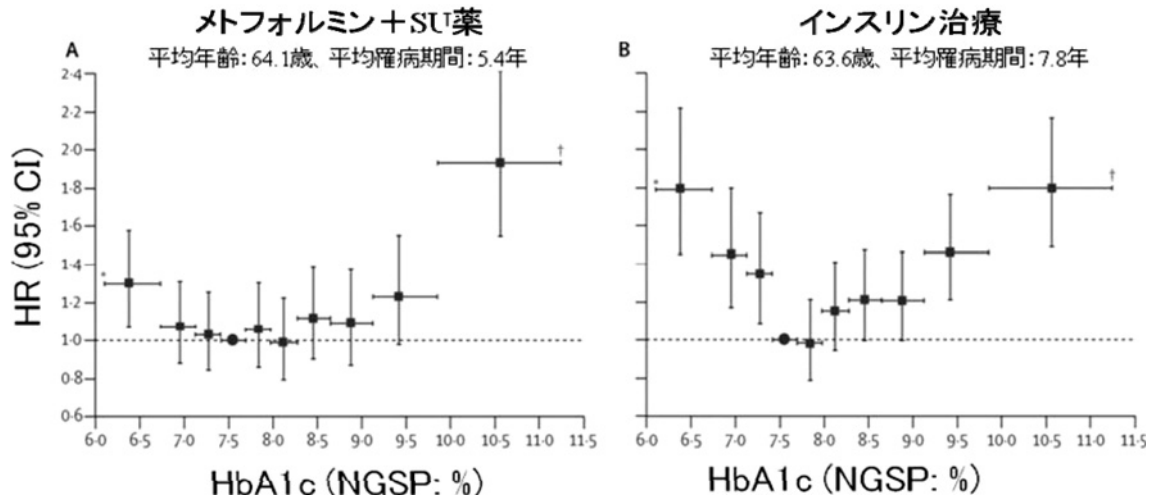 メトフォルミン＋SU薬
A
平均年齢：64.1歳、平均罹病期間：5.4年
HR (95% CI)
2·4
2·2
2·0
1·8
1·6
1·4
1·2
1·0
0·8
0·6
*
†
6·0 6·5 7·0 7·5 8·0 8·5 9·0 9·5 10·0 10·5 11·0 11·5
HbA1c (NGSP: %)
インスリン治療
B
平均年齢：63.6歳、平均罹病期間：7.8年
*
†
6·0 6·5 7·0 7·5 8·0 8·5 9·0 9·5 10·0 10·5 11·0 11·5
HbA1c (NGSP: %)